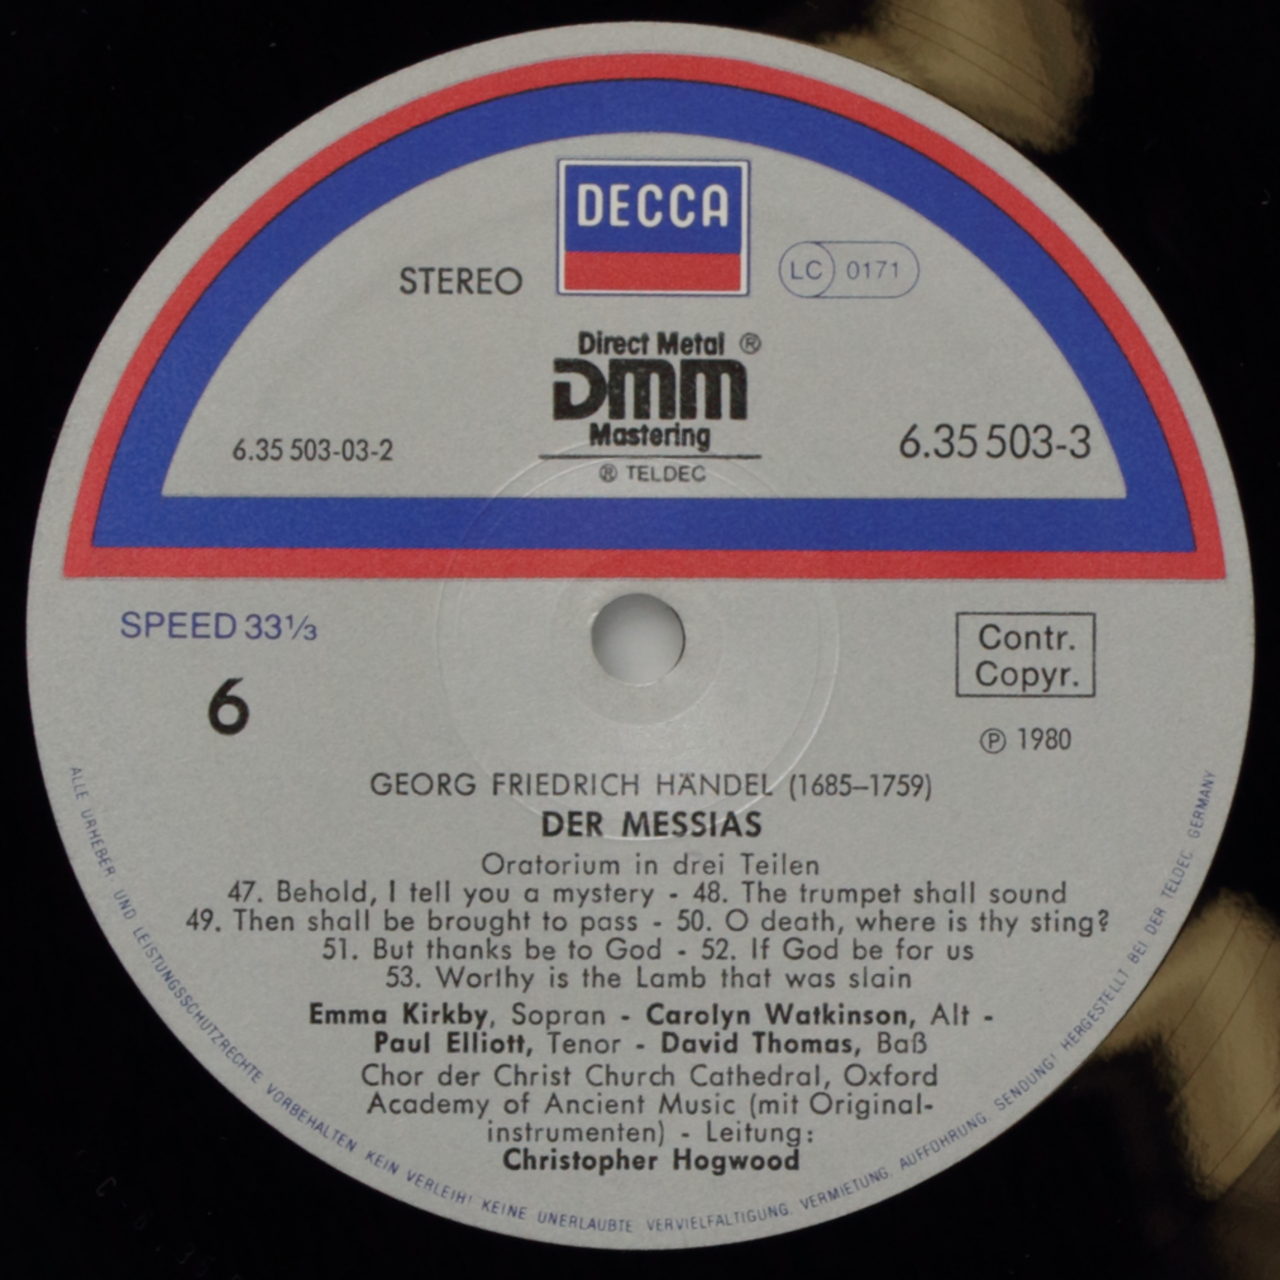 DECCA
STEREO
LC 0171
Direct Metal ®
DMM
Mastering
® TELDEC
6.35 503-03-2
6.35 503-3
SPEED 33⅓
6
Contr.
Copyr.
℗ 1980
GEORG FRIEDRICH HÄNDEL (1685–1759)
DER MESSIAS
Oratorium in drei Teilen
47. Behold, I tell you a mystery - 48. The trumpet shall sound
49. Then shall be brought to pass - 50. O death, where is thy sting?
51. But thanks be to God - 52. If God be for us
53. Worlhy is the Lamb that was slain
Emma Kirkby, Sopran - Carolyn Watkinson, Alt -
Paul Elliott, Tenor - David Thomas, Baß
Chor der Christ Church Cathedral, Oxford
Academy of Ancient Music (mit Original-
instrumenten) - Leitung:
Christopher Hogwood
ALLE URHEBER- UND LEISTUNGSSCHUTZRECHTE VORBEHALTEN KEIN VERLEIH! KEINE UNERLAUBTE VERVIELFÄLTIGUNG, VERMIETUNG, AUFFÜHRUNG, SENDUNG! HERGESTELLT BEI DER TELDEC GERMANY